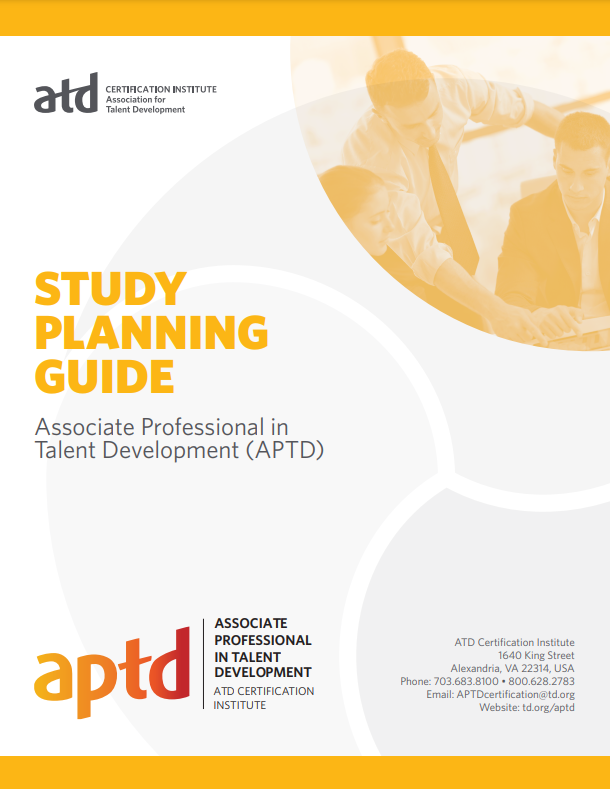 atd
CERTIFICATION INSTITUTE
Association for
Talent Development
STUDY
PLANNING
GUIDE
Associate Professional in
Talent Development (APTD)
aptd
ASSOCIATE
PROFESSIONAL
IN TALENT
DEVELOPMENT
ATD CERTIFICATION
INSTITUTE
ATD Certification Institute
1640 King Street
Alexandria, VA 22314, USA
Phone: 703.683.8100 • 800.628.2783
Email: APTDcertification@td.org
Website: td.org/aptd